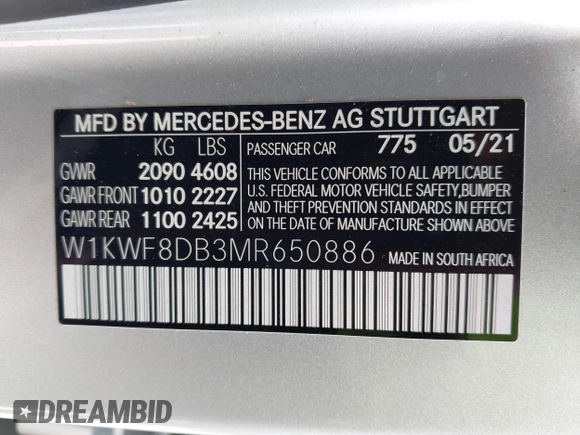 MFD BY MERCEDES-BENZ AG STUTTGART
KG LBS PASSENGER CAR 775 05/21
GVWR 2090 4608
GAWR FRONT 1010 2227
GAWR REAR 1100 2425
THIS VEHICLE CONFORMS TO ALL APPLICABLE
U.S. FEDERAL MOTOR VEHICLE SAFETY, BUMPER
AND THEFT PREVENTION STANDARDS IN EFFECT
ON THE DATE OF MANUFACTURE SHOWN ABOVE.
W1KWF8DB3MR650886 MADE IN SOUTH AFRICA
DREAMBID